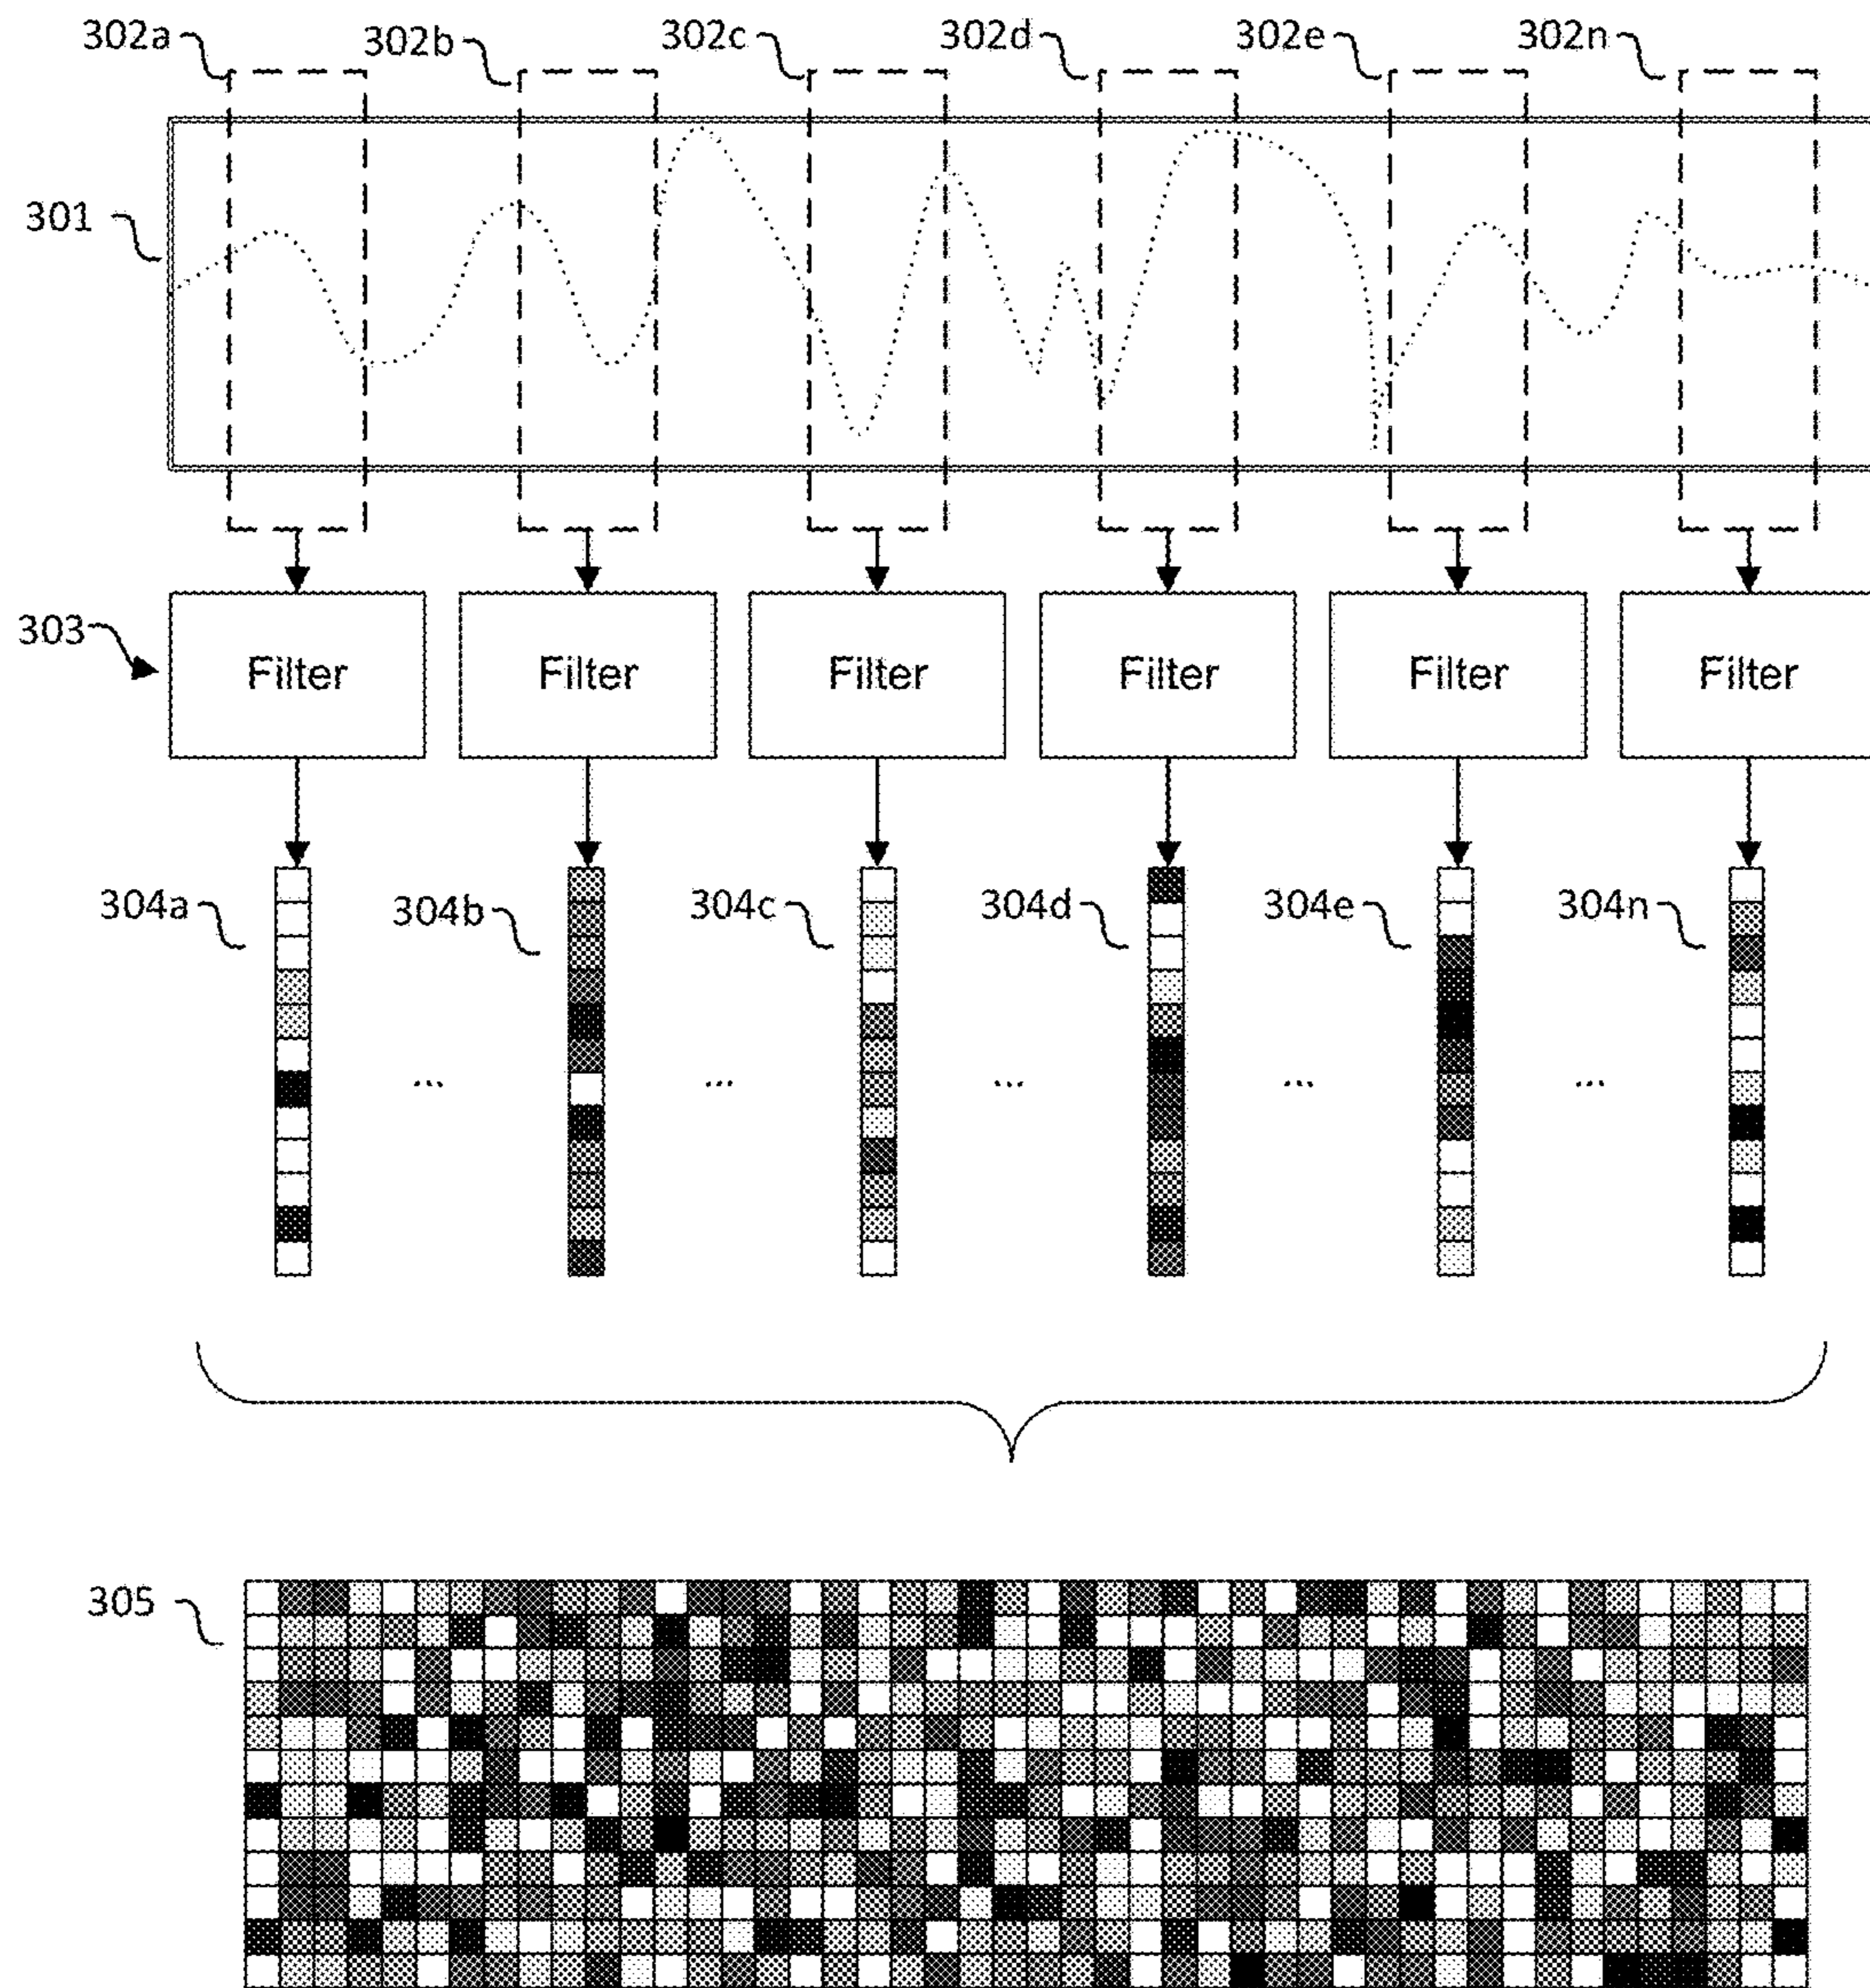 302a 302b 302c 302d 302e 302n
301
303
Filter Filter Filter Filter Filter Filter
304a 304b 304c 304d 304e 304n
... ... ... ... ...
305